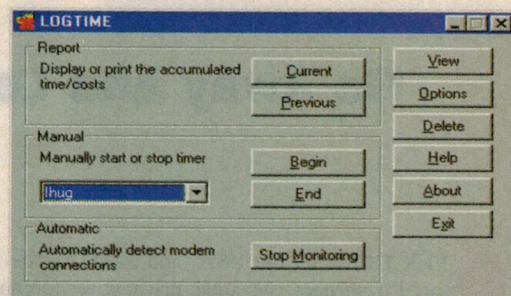 LOGTIME
Report
Display or print the accumulated
time/costs
Current
Previous
Manual
Manually start or stop timer
Ihug
Begin
End
Automatic
Automatically detect modem
connections
Stop Monitoring
View
Options
Delete
Help
About
Exit